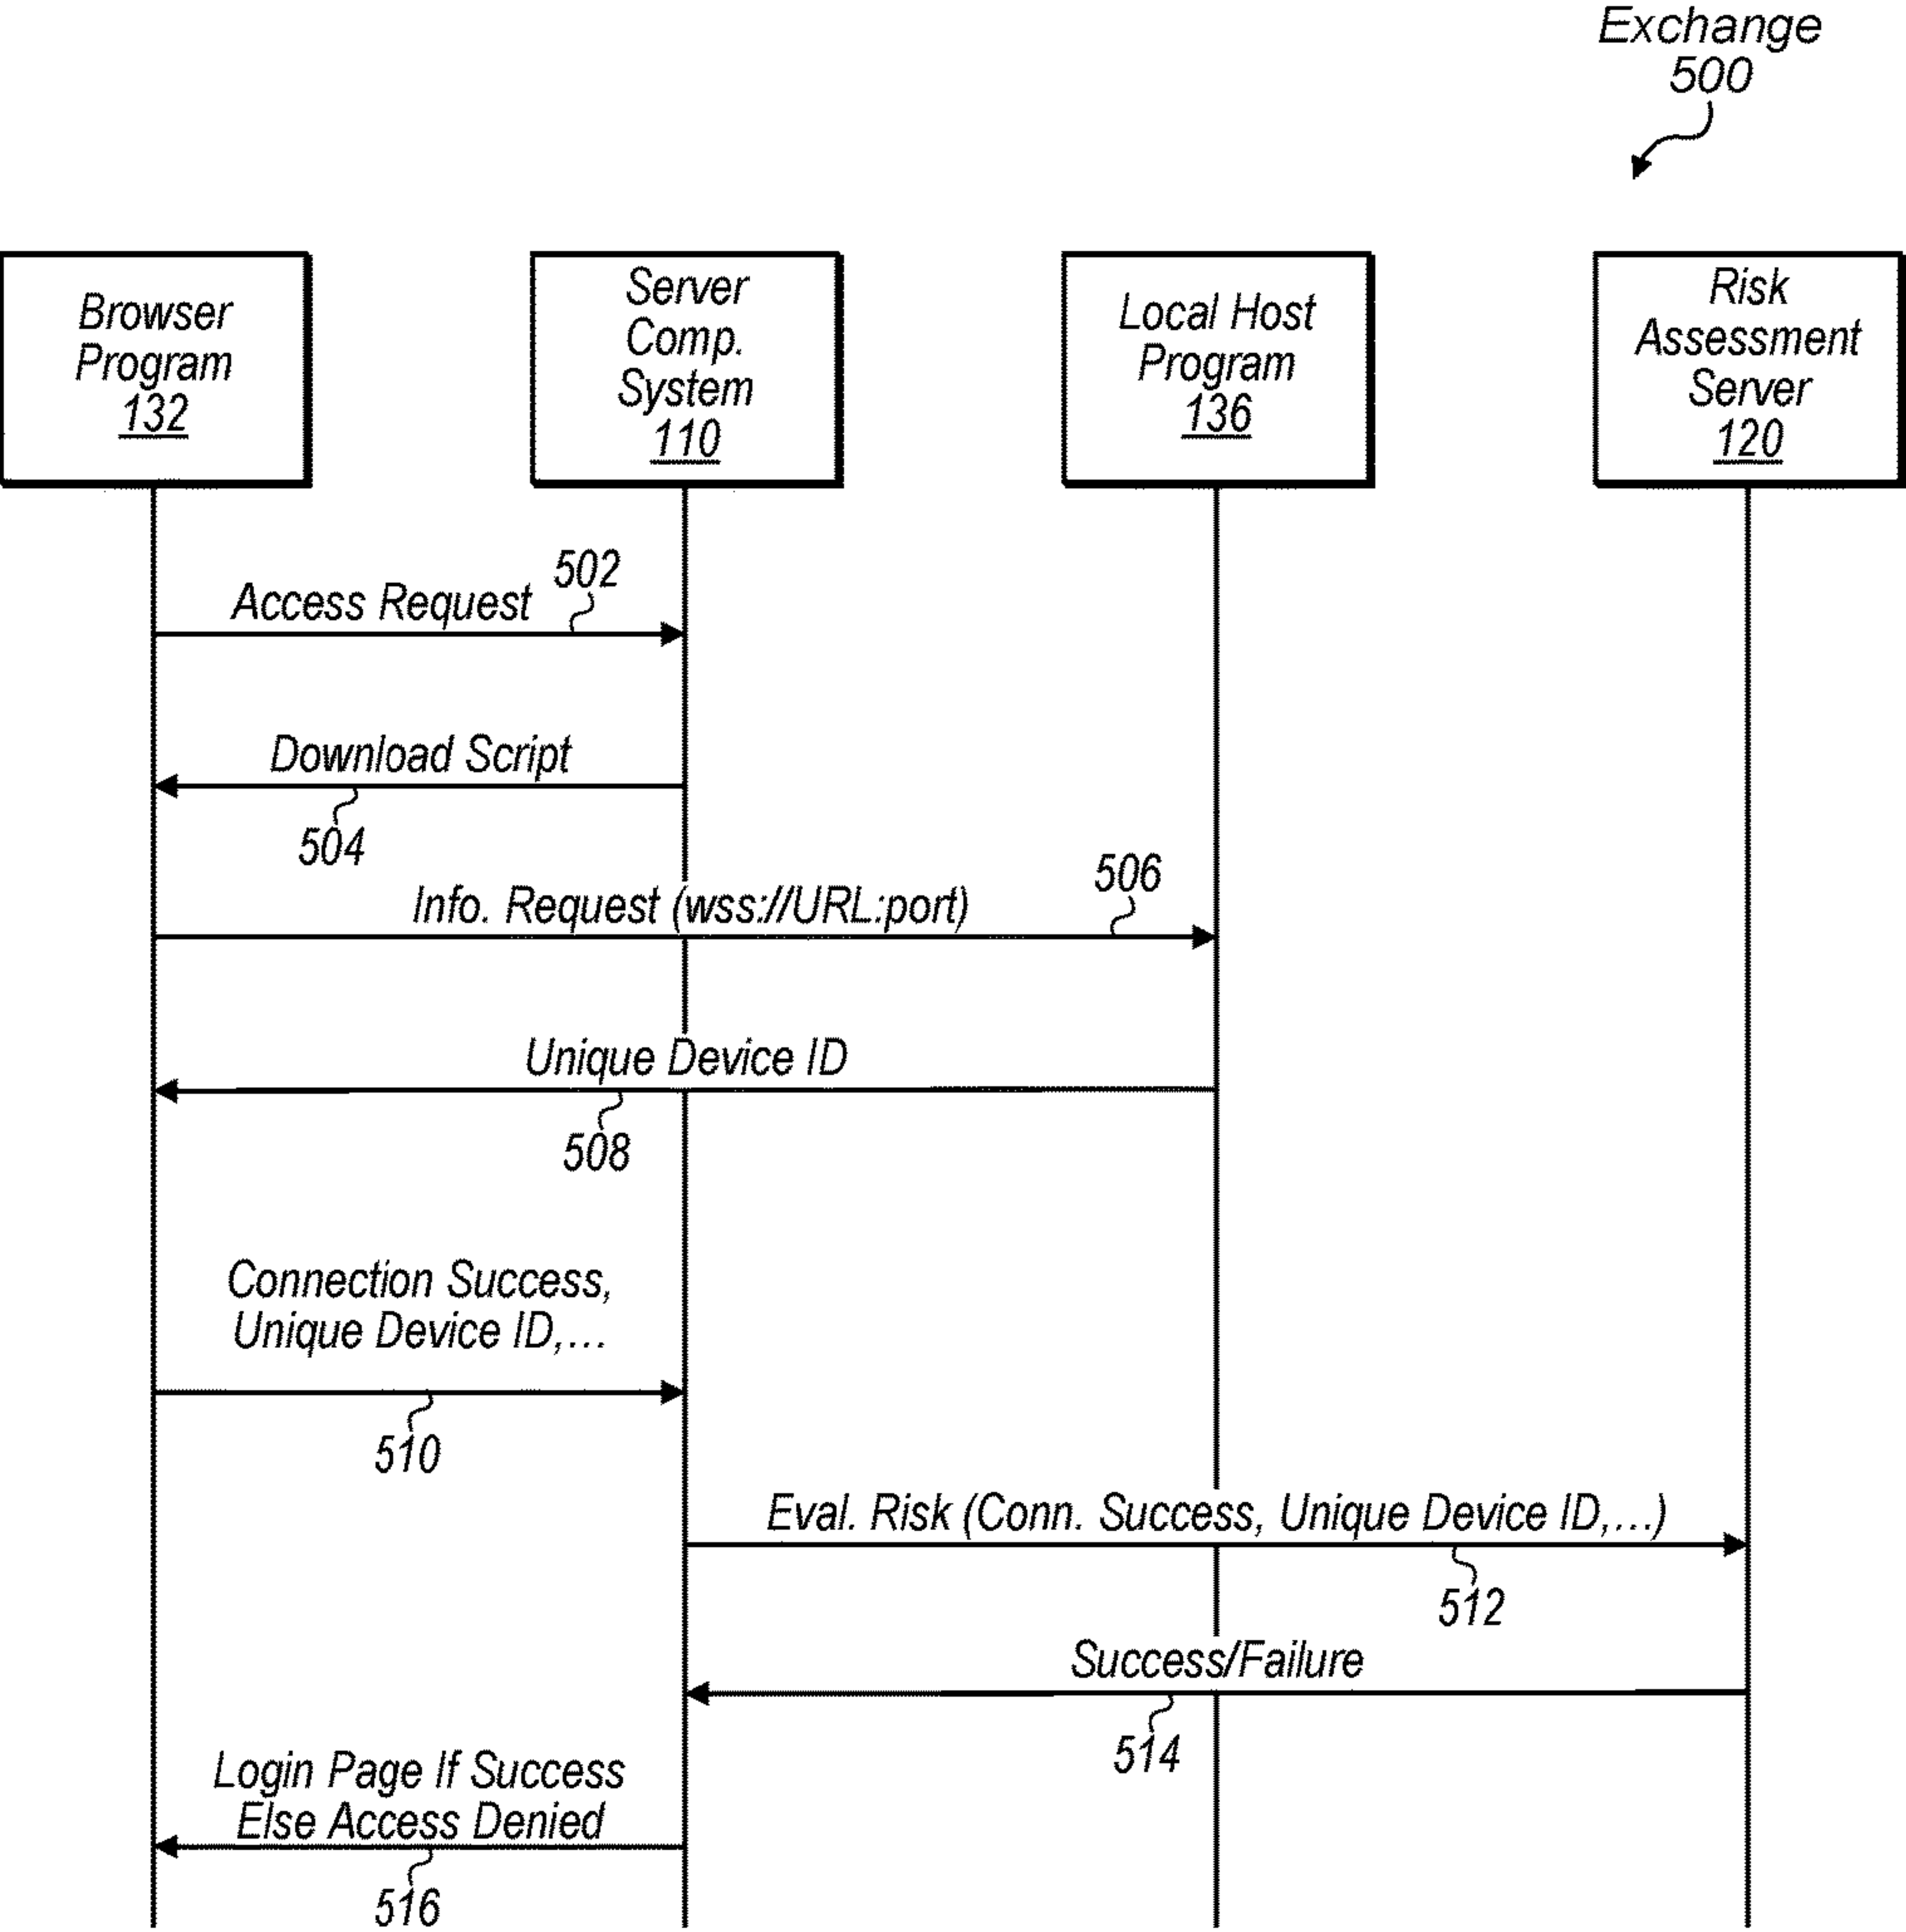 Exchange
500
Browser
Program
132
Server
Comp.
System
110
Local Host
Program
136
Risk
Assessment
Server
120
502
Access Request
Download Script
504
506
Info. Request (wss://URL:port)
Unique Device ID
508
Connection Success,
Unique Device ID,...
510
Eval. Risk (Conn. Success, Unique Device ID,...)
512
Success/Failure
514
Login Page If Success
Else Access Denied
516